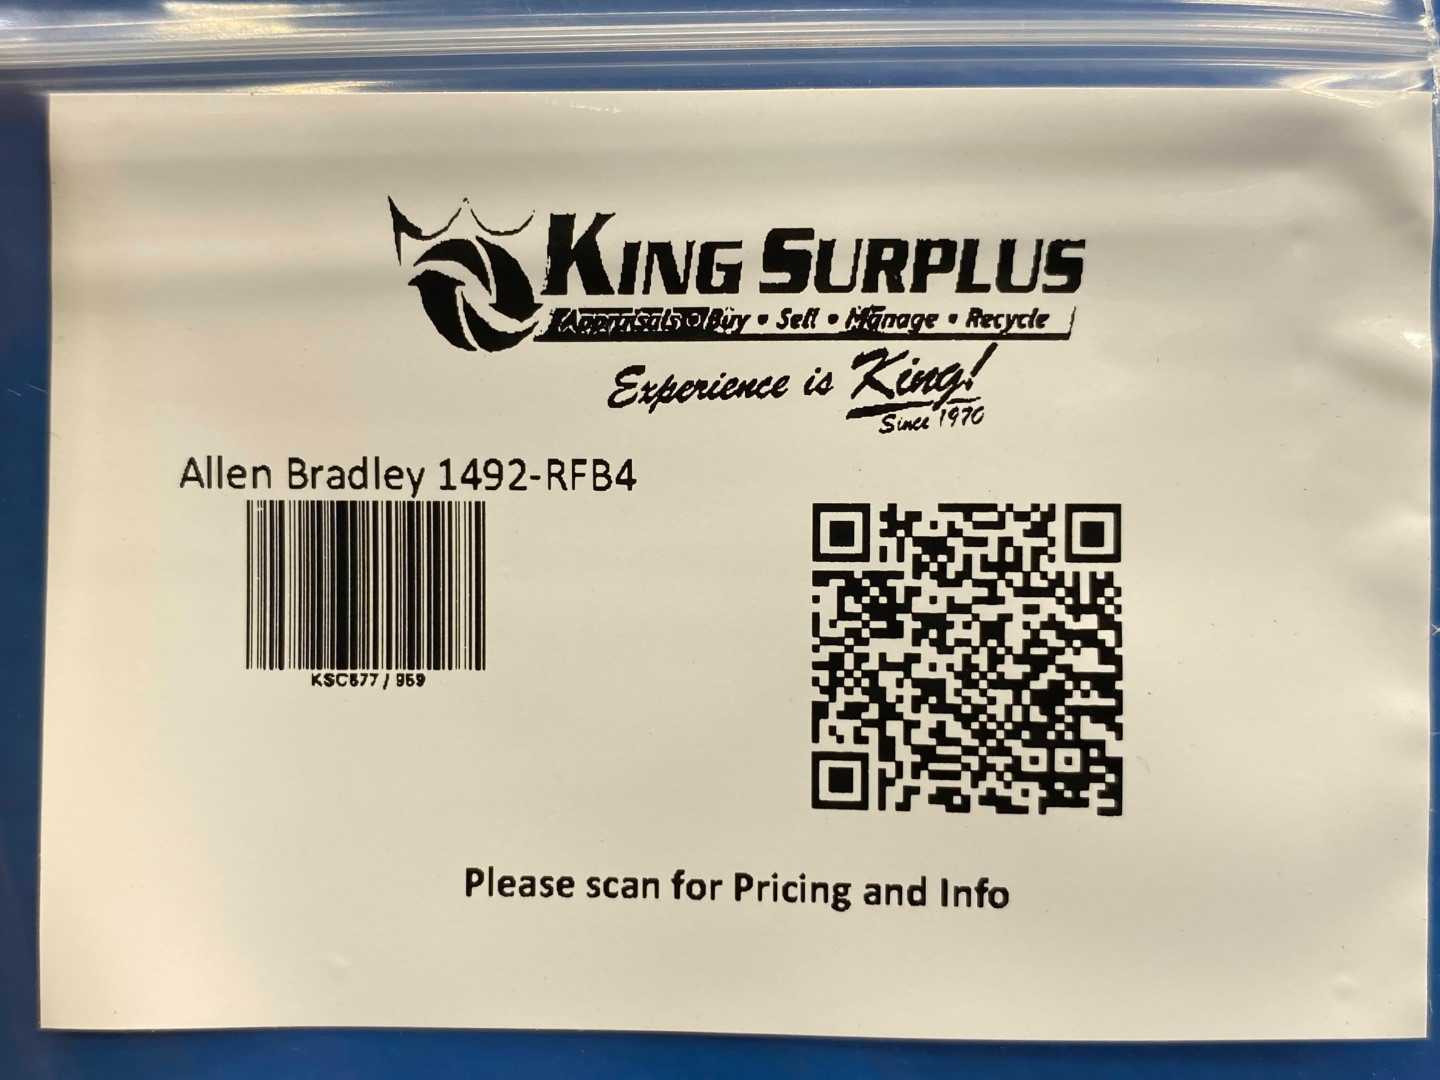 KING SURPLUS
Appraisals • Buy • Sell • Manage • Recycle
Experience is King!
Since 1970
Allen Bradley 1492-RFB4
KSC577 / 959
Please scan for Pricing and Info